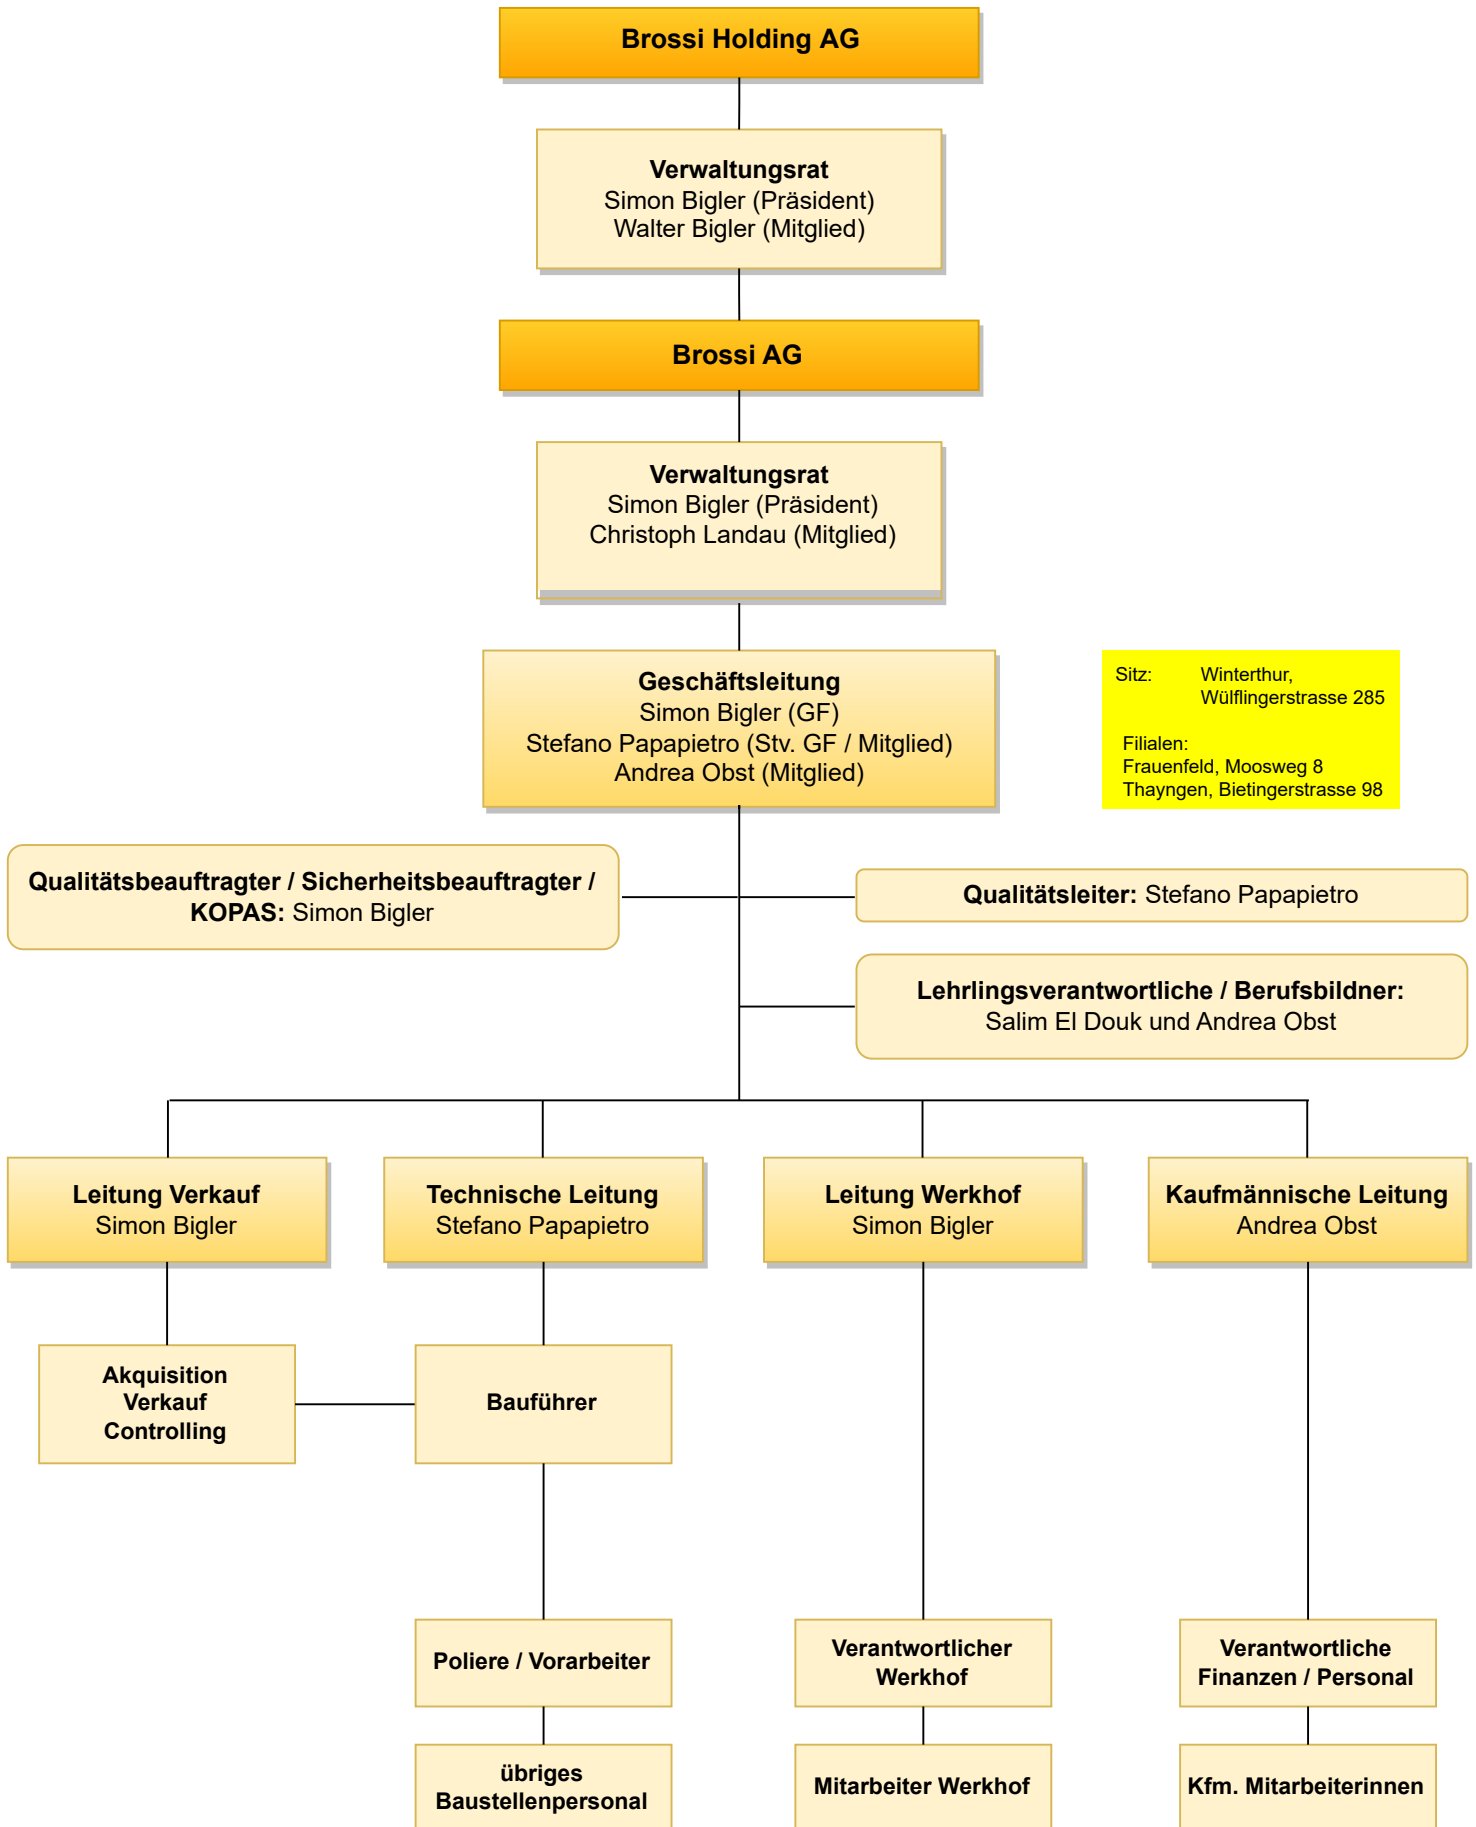 Brossi Holding AG
Verwaltungsrat
Simon Bigler (Präsident)
Walter Bigler (Mitglied)
Brossi AG
Verwaltungsrat
Simon Bigler (Präsident)
Christoph Landau (Mitglied)
Geschäftsleitung
Simon Bigler (GF)
Stefano Papapietro (Stv. GF / Mitglied)
Andrea Obst (Mitglied)
Sitz: Winterthur,
Wülflingerstrasse 285
Filialen:
Frauenfeld, Moosweg 8
Thayngen, Bietingerstrasse 98
Qualitätsbeauftragter / Sicherheitsbeauftragter /
KOPAS: Simon Bigler
Qualitätsleiter: Stefano Papapietro
Lehrlingsverantwortliche / Berufsbildner:
Salim El Douk und Andrea Obst
Leitung Verkauf
Simon Bigler
Technische Leitung
Stefano Papapietro
Leitung Werkhof
Simon Bigler
Kaufmännische Leitung
Andrea Obst
Akquisition
Verkauf
Controlling
Bauführer
Poliere / Vorarbeiter
Verantwortlicher
Werkhof
Verantwortliche
Finanzen / Personal
übriges
Baustellenpersonal
Mitarbeiter Werkhof
Kfm. Mitarbeiterinnen